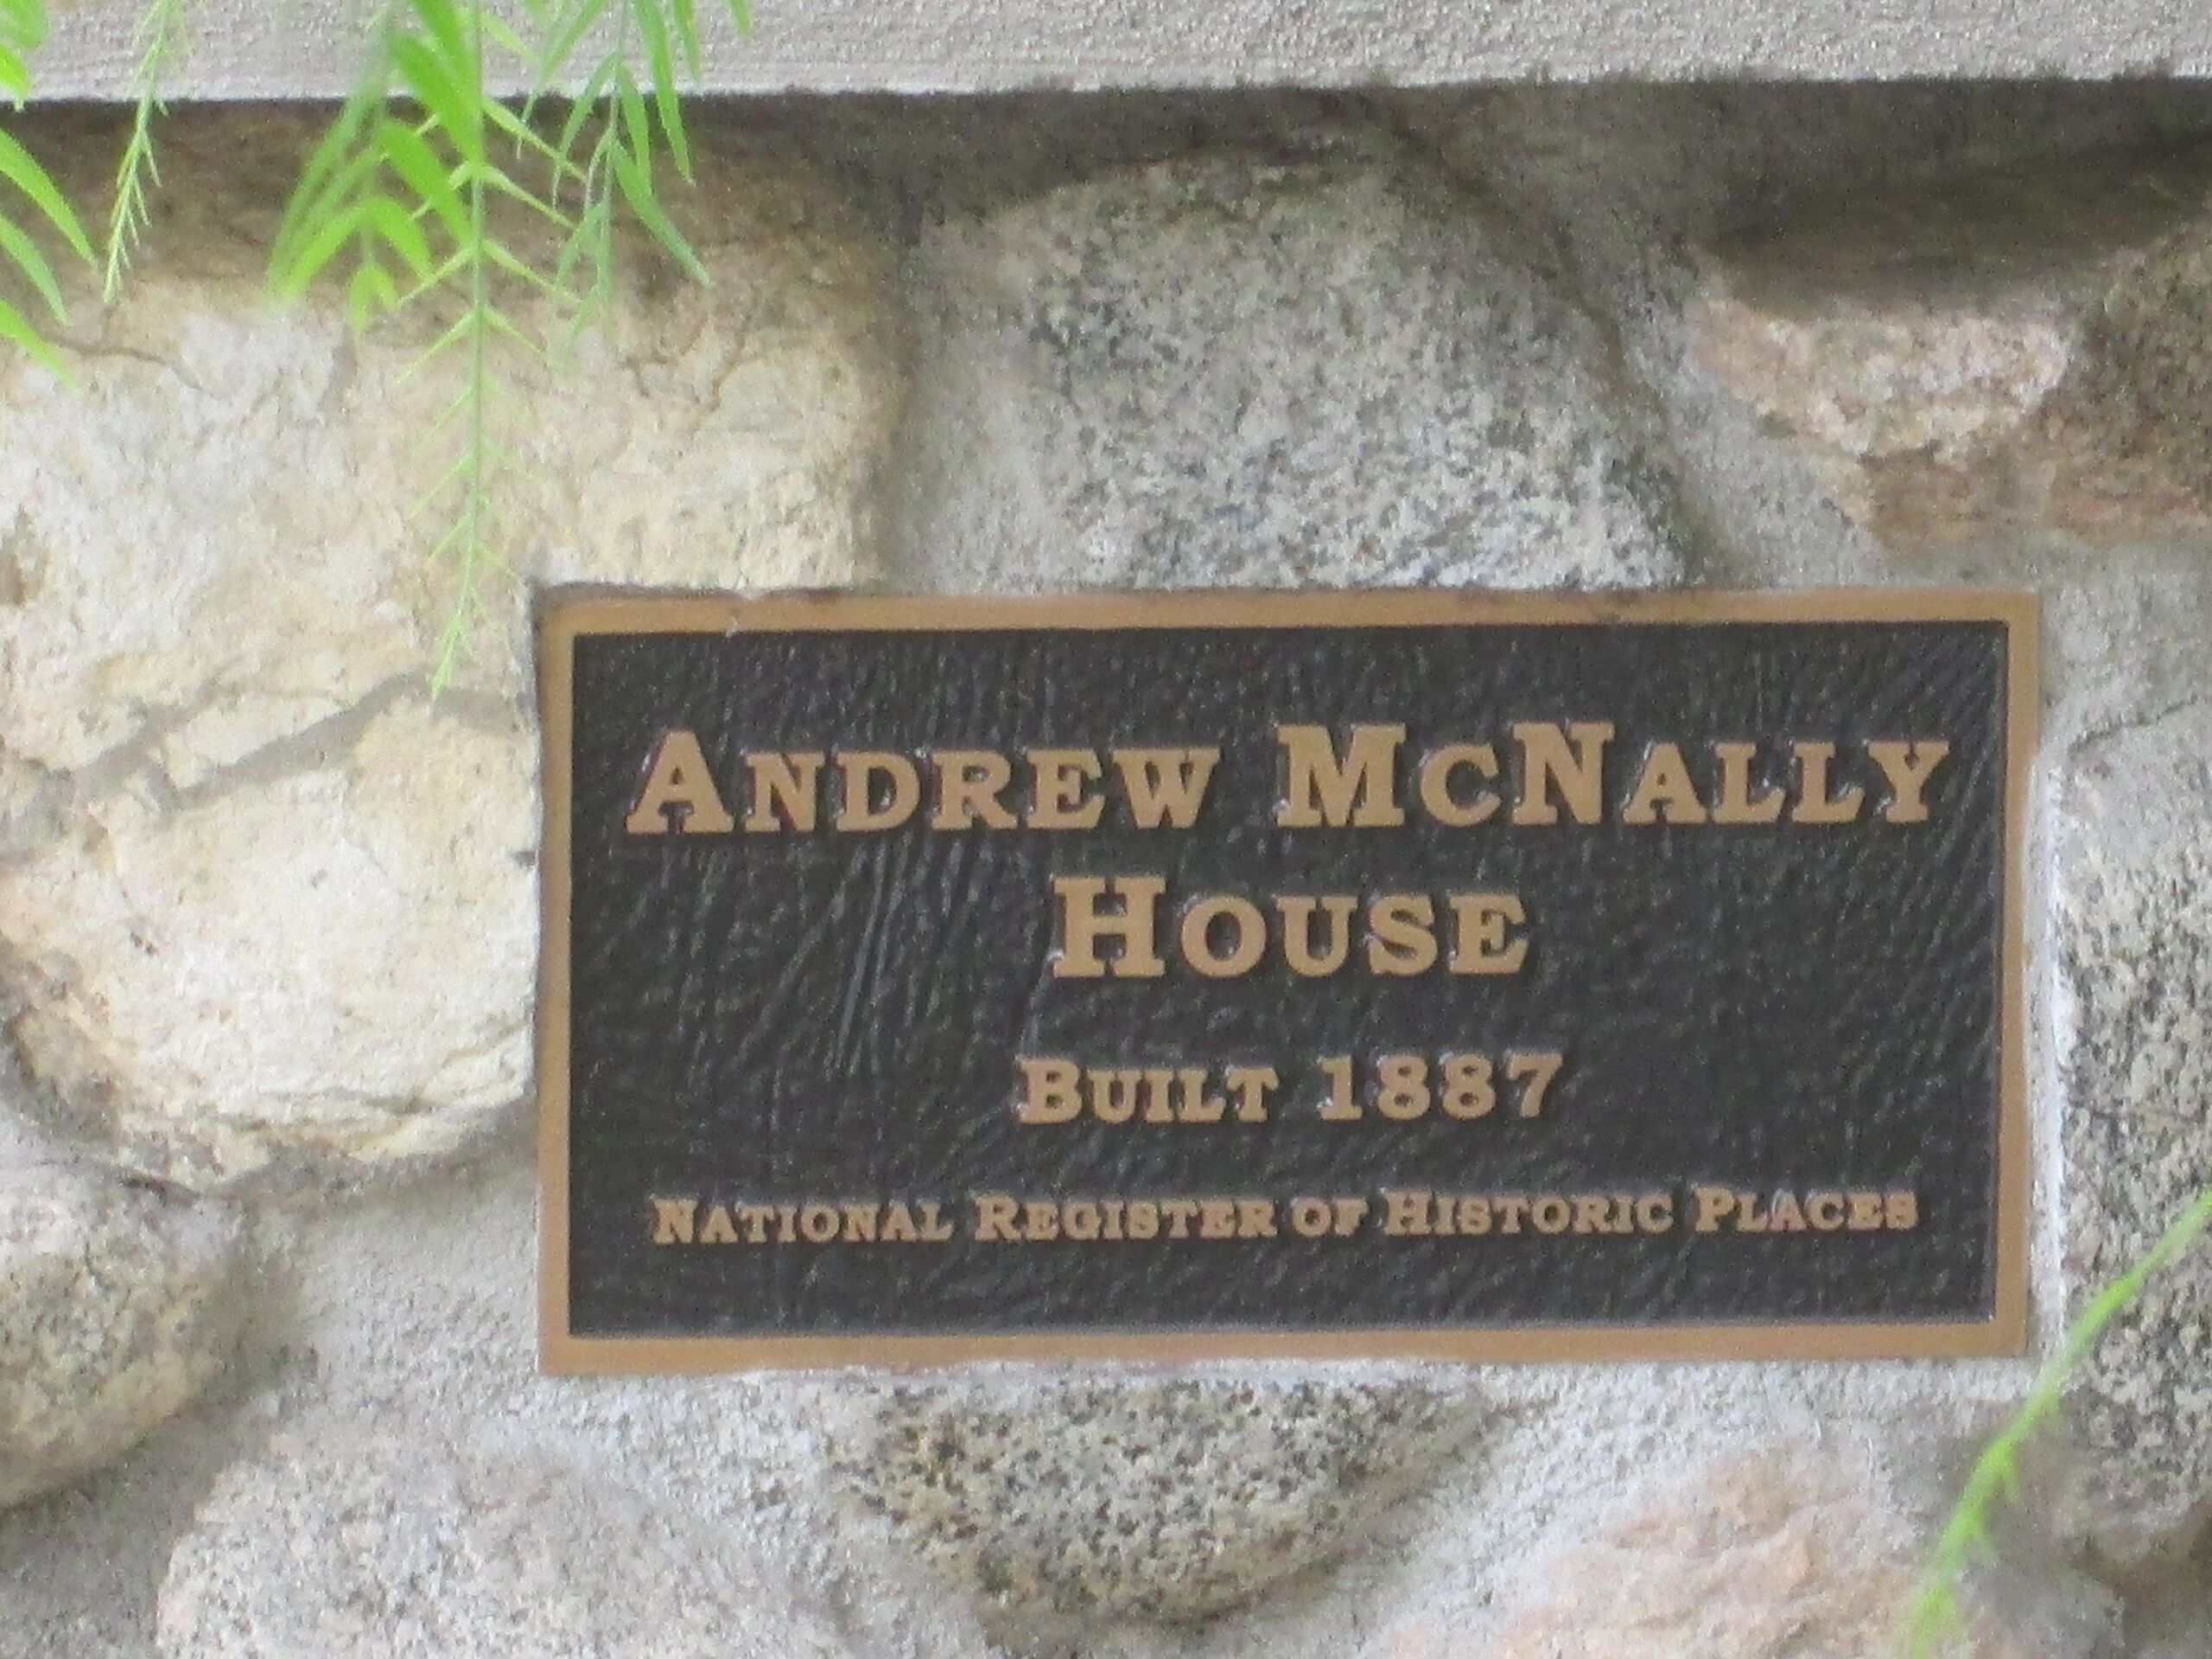 ANDREW MCNALLY
HOUSE
BUILT 1887
NATIONAL REGISTER OF HISTORIC PLACES